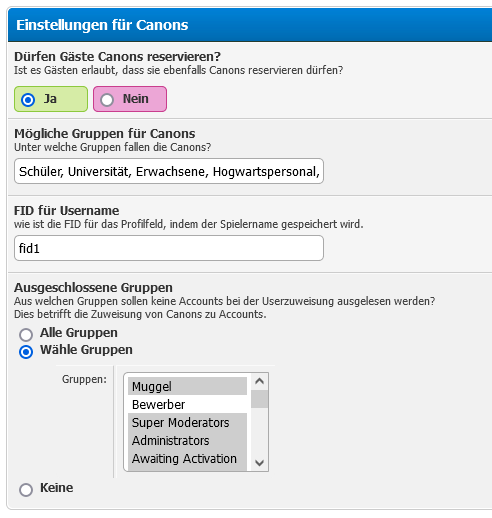 Einstellungen für Canons
Dürfen Gäste Canons reservieren?
Ist es Gästen erlaubt, dass sie ebenfalls Canons reservieren dürfen?
Ja Nein
Mögliche Gruppen für Canons
Unter welche Gruppen fallen die Canons?
Schüler, Universität, Erwachsene, Hogwartspersonal,
FID für Username
wie ist die FID für das Profilfeld, indem der Spielername gespeichert wird.
fid1
Ausgeschlossene Gruppen
Aus welchen Gruppen sollen keine Accounts bei der Userzuweisung ausgelesen werden?
Dies betrifft die Zuweisung von Canons zu Accounts.
Alle Gruppen
Wähle Gruppen
Gruppen:
Muggel
Bewerber
Super Moderators
Administrators
Awaiting Activation
Keine